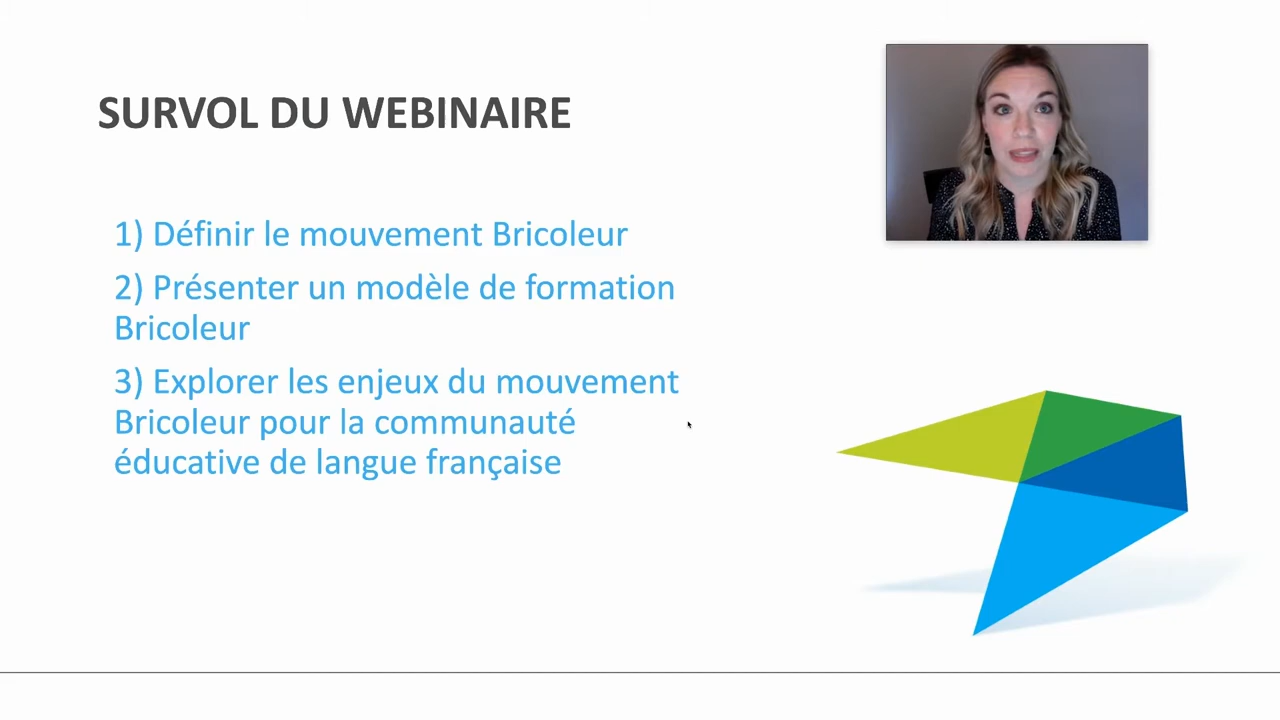 SURVOL DU WEBINAIRE
1) Définir le mouvement Bricoleur
2) Présenter un modèle de formation
Bricoleur
3) Explorer les enjeux du mouvement
Bricoleur pour la communauté
éducative de langue française